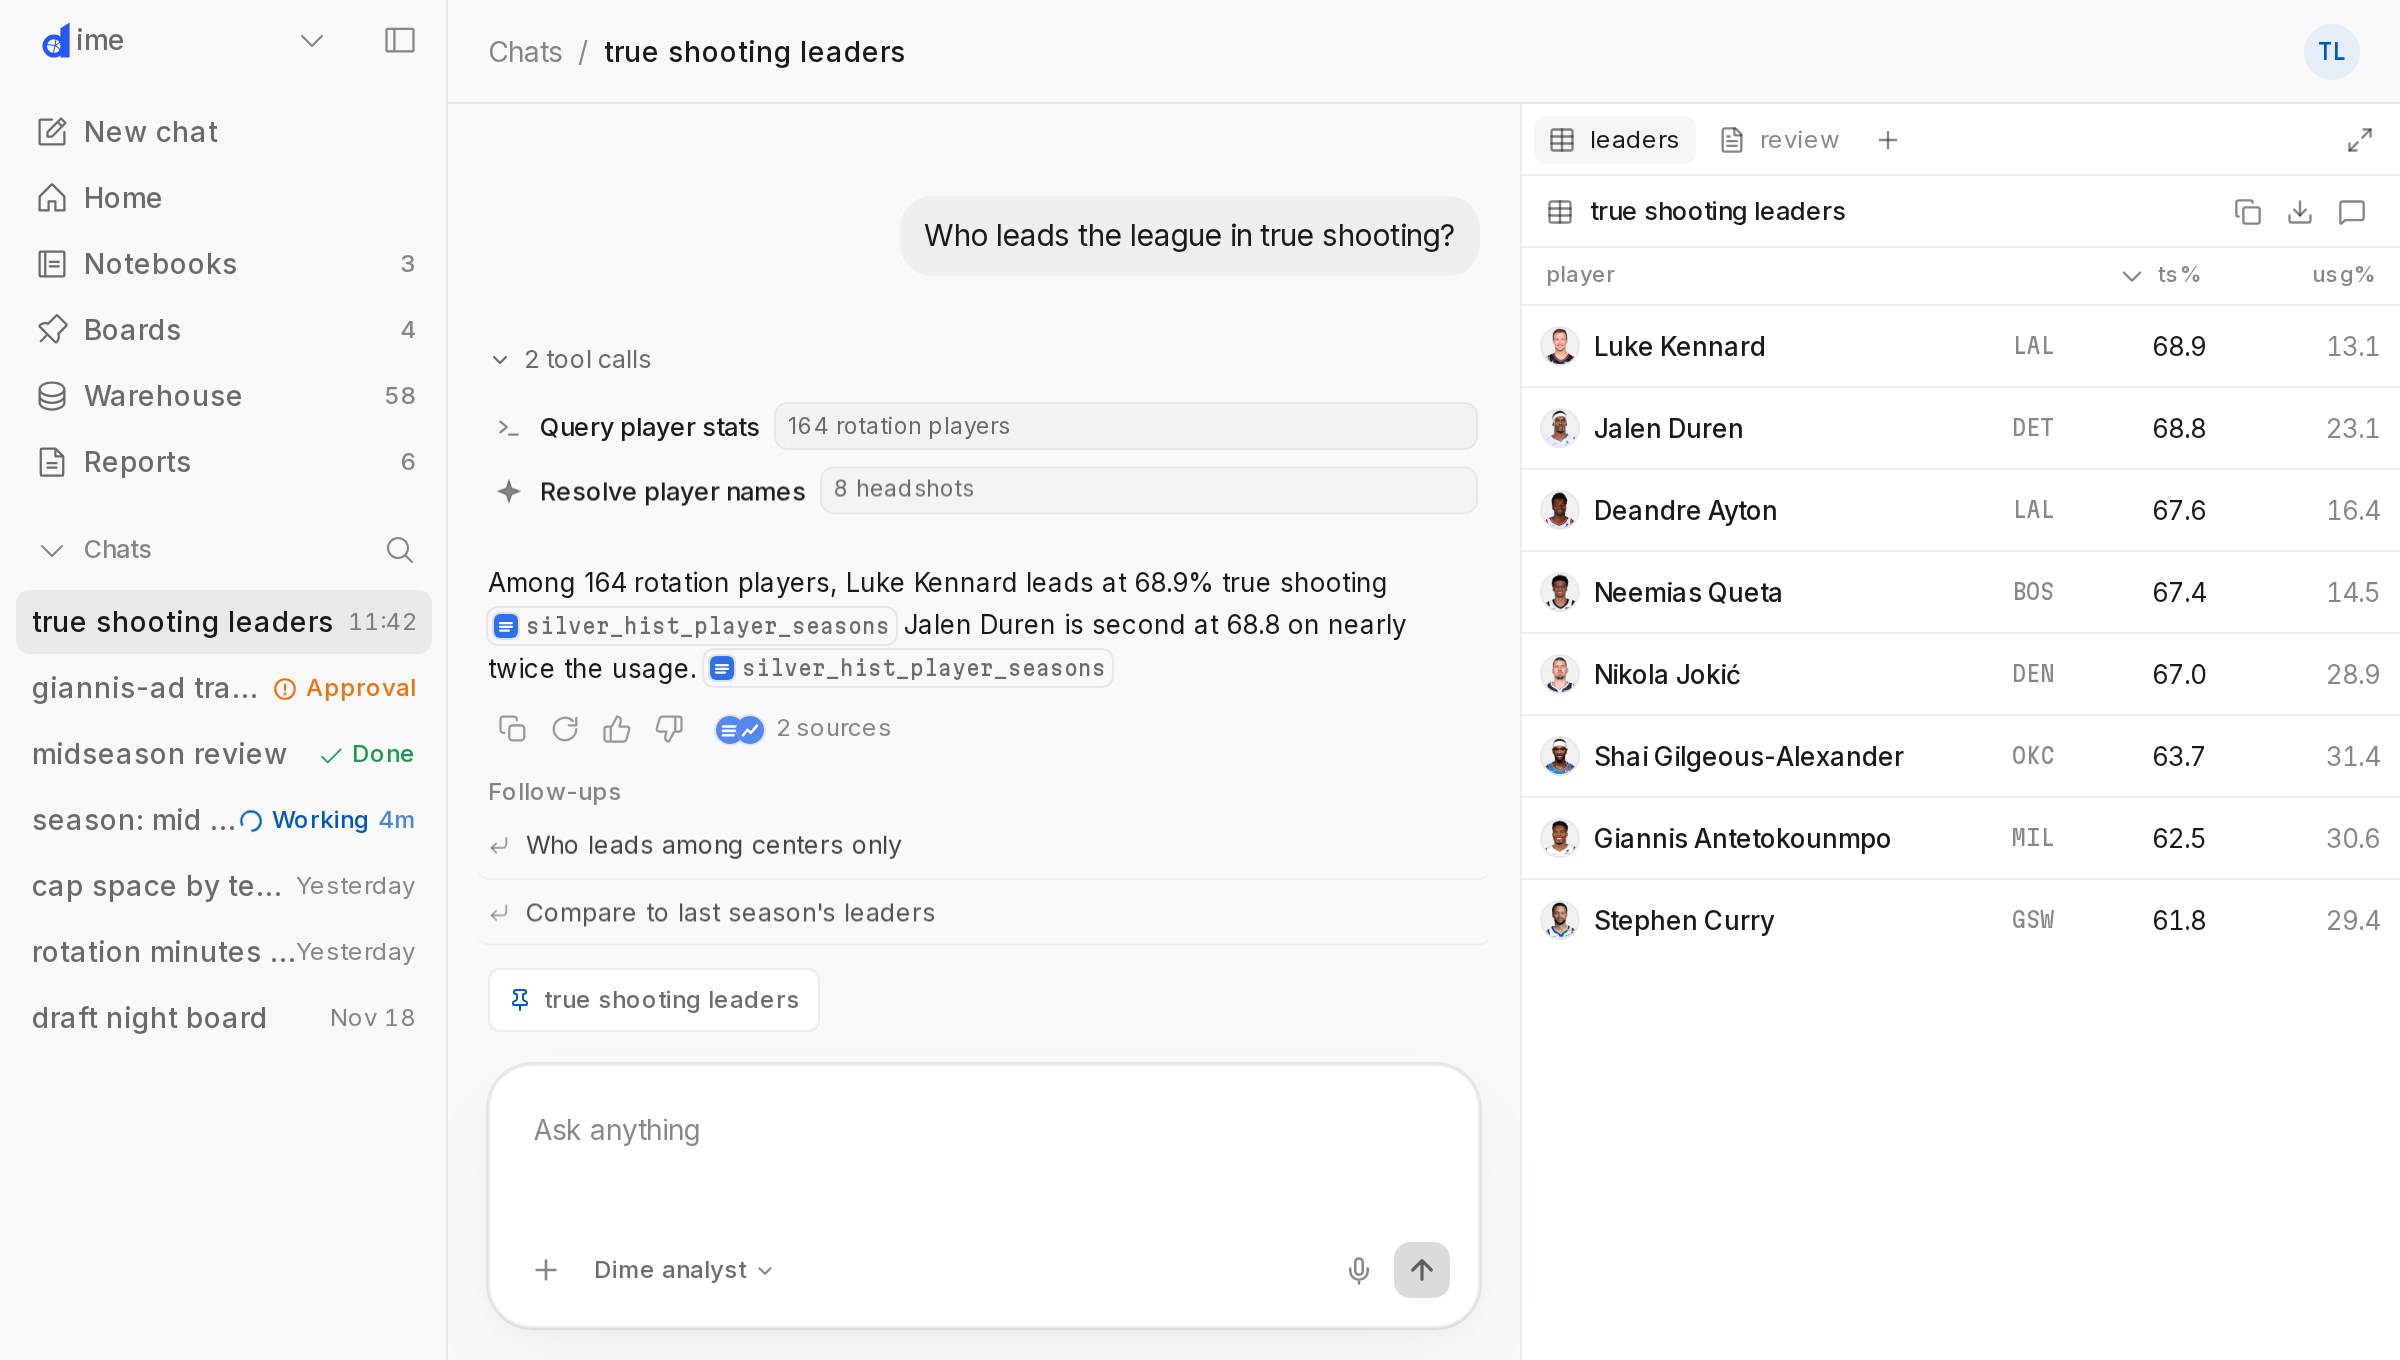 dime
New chat
Home
Notebooks 3
Boards 4
Warehouse 58
Reports 6
Chats
true shooting leaders 11:42
giannis-ad tra... Approval
midseason review Done
season: mid ... Working 4m
cap space by te... Yesterday
rotation minutes ... Yesterday
draft night board Nov 18
Chats / true shooting leaders
TL
Who leads the league in true shooting?
2 tool calls
Query player stats 164 rotation players
Resolve player names 8 headshots
Among 164 rotation players, Luke Kennard leads at 68.9% true shooting
silver_hist_player_seasons Jalen Duren is second at 68.8 on nearly
twice the usage. silver_hist_player_seasons
2 sources
Follow-ups
Who leads among centers only
Compare to last season's leaders
true shooting leaders
Ask anything
Dime analyst
leaders review
true shooting leaders
player ts% usg%
Luke Kennard LAL 68.9 13.1
Jalen Duren DET 68.8 23.1
Deandre Ayton LAL 67.6 16.4
Neemias Queta BOS 67.4 14.5
Nikola Jokić DEN 67.0 28.9
Shai Gilgeous-Alexander OKC 63.7 31.4
Giannis Antetokounmpo MIL 62.5 30.6
Stephen Curry GSW 61.8 29.4